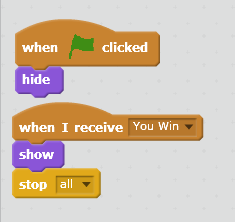 when clicked
hide
when I receive You Win
show
stop all